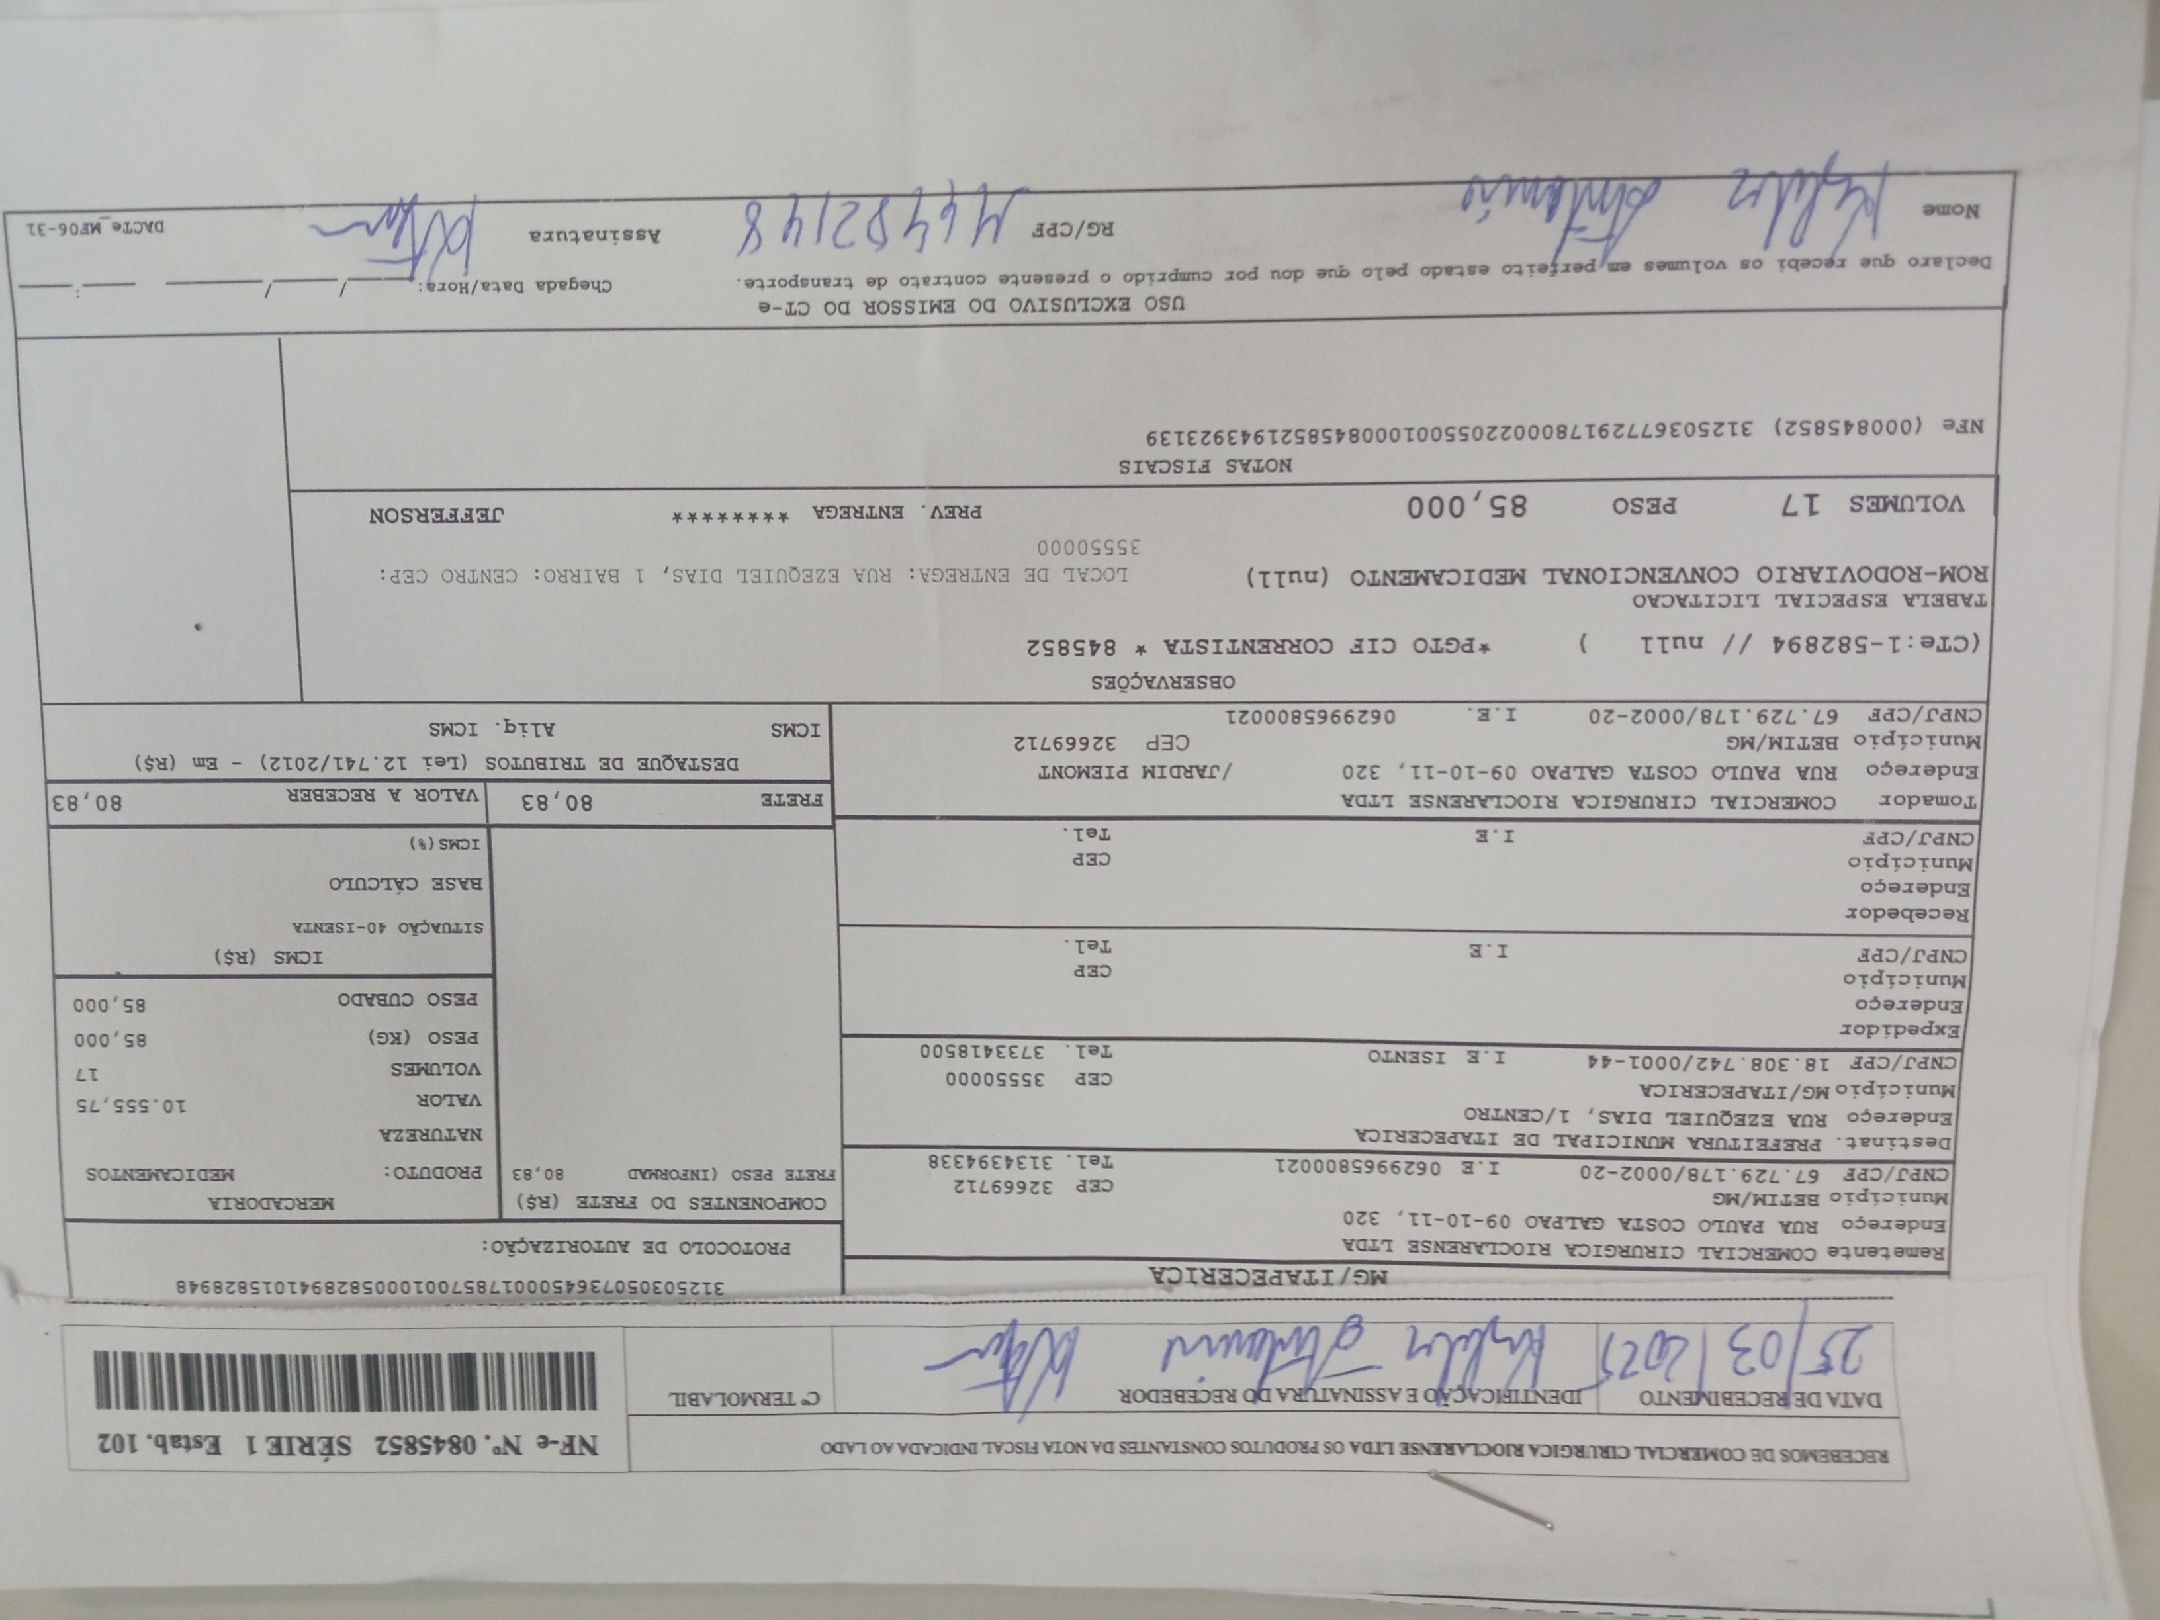 RECEBEMOS DE COMERCIAL CIRURGICA RIOCLARENSE LTDA OS PRODUTOS CONSTANTES DA NOTA FISCAL INDICADA AO LADO
NF-e Nº. 0845852 SÉRIE 1 Estab. 102
DATA DE RECEBIMENTO
25/03/2025
IDENTIFICAÇÃO E ASSINATURA DO RECEBEDOR
Antonio
Cº TERMOLABIL
MG/ITAPECERICA
31250305073645000178570010005828941015828948
PROTOCOLO DE AUTORIZAÇÃO:
Remetente COMERCIAL CIRURGICA RIOCLARENSE LTDA
Endereço RUA PAULO COSTA GALPAO 09-10-11, 320
Município BETIM/MG CEP 32669712
CNPJ/CPF 67.729.178/0002-20 I.E 0629965800021 Tel. 3134394338
Destinat. PREFEITURA MUNICIPAL DE ITAPECERICA
Endereço RUA EZEQUIEL DIAS, 1/CENTRO
Município MG/ITAPECERICA CEP 35550000
CNPJ/CPF 18.308.742/0001-44 I.E ISENTO Tel. 3733418500
Expedidor
Endereço
Município CEP
CNPJ/CPF I.E Tel.
Recebedor
Endereço
Município CEP
CNPJ/CPF I.E Tel.
Tomador COMERCIAL CIRURGICA RIOCLARENSE LTDA
Endereço RUA PAULO COSTA GALPAO 09-10-11, 320 /JARDIM PIEMONT
Município BETIM/MG CEP 32669712
CNPJ/CPF 67.729.178/0002-20 I.E. 0629965800021
COMPONENTES DO FRETE (R$)
FRETE PESO (INFORMAD 80,83
MERCADORIA
PRODUTO: MEDICAMENTOS
NATUREZA
VALOR 10.555,75
VOLUMES 17
PESO (KG) 85,000
PESO CUBADO 85,000
ICMS (R$)
SITUAÇÃO 40-ISENTA
BASE CÁLCULO
ICMS(%)
FRETE 80,83
VALOR A RECEBER 80,83
DESTAQUE DE TRIBUTOS (Lei 12.741/2012) - Em (R$)
ICMS Aliq. ICMS
OBSERVAÇÕES
(CTe:1-582894 // null ) *PGTO CIF CORRENTISTA * 845852
TABELA ESPECIAL LICITACAO
ROM-RODOVIARIO CONVENCIONAL MEDICAMENTO (null) LOCAL DE ENTREGA: RUA EZEQUIEL DIAS, 1 BAIRRO: CENTRO CEP:
35550000
VOLUMES 17 PESO 85,000 PREV. ENTREGA ******** JEFFERSON
NOTAS FISCAIS
NFe (000845852) 31250367729178000220550010008458521943923139
USO EXCLUSIVO DO EMISSOR DO CT-e
Declaro que recebi os volumes em perfeito estado pelo que dou por cumprido o presente contrato de transporte.
Chegada Data/Hora: ___/___/___ ___:___
Nome Antonio RG/CPF Assinatura
DACTe_MF06-31